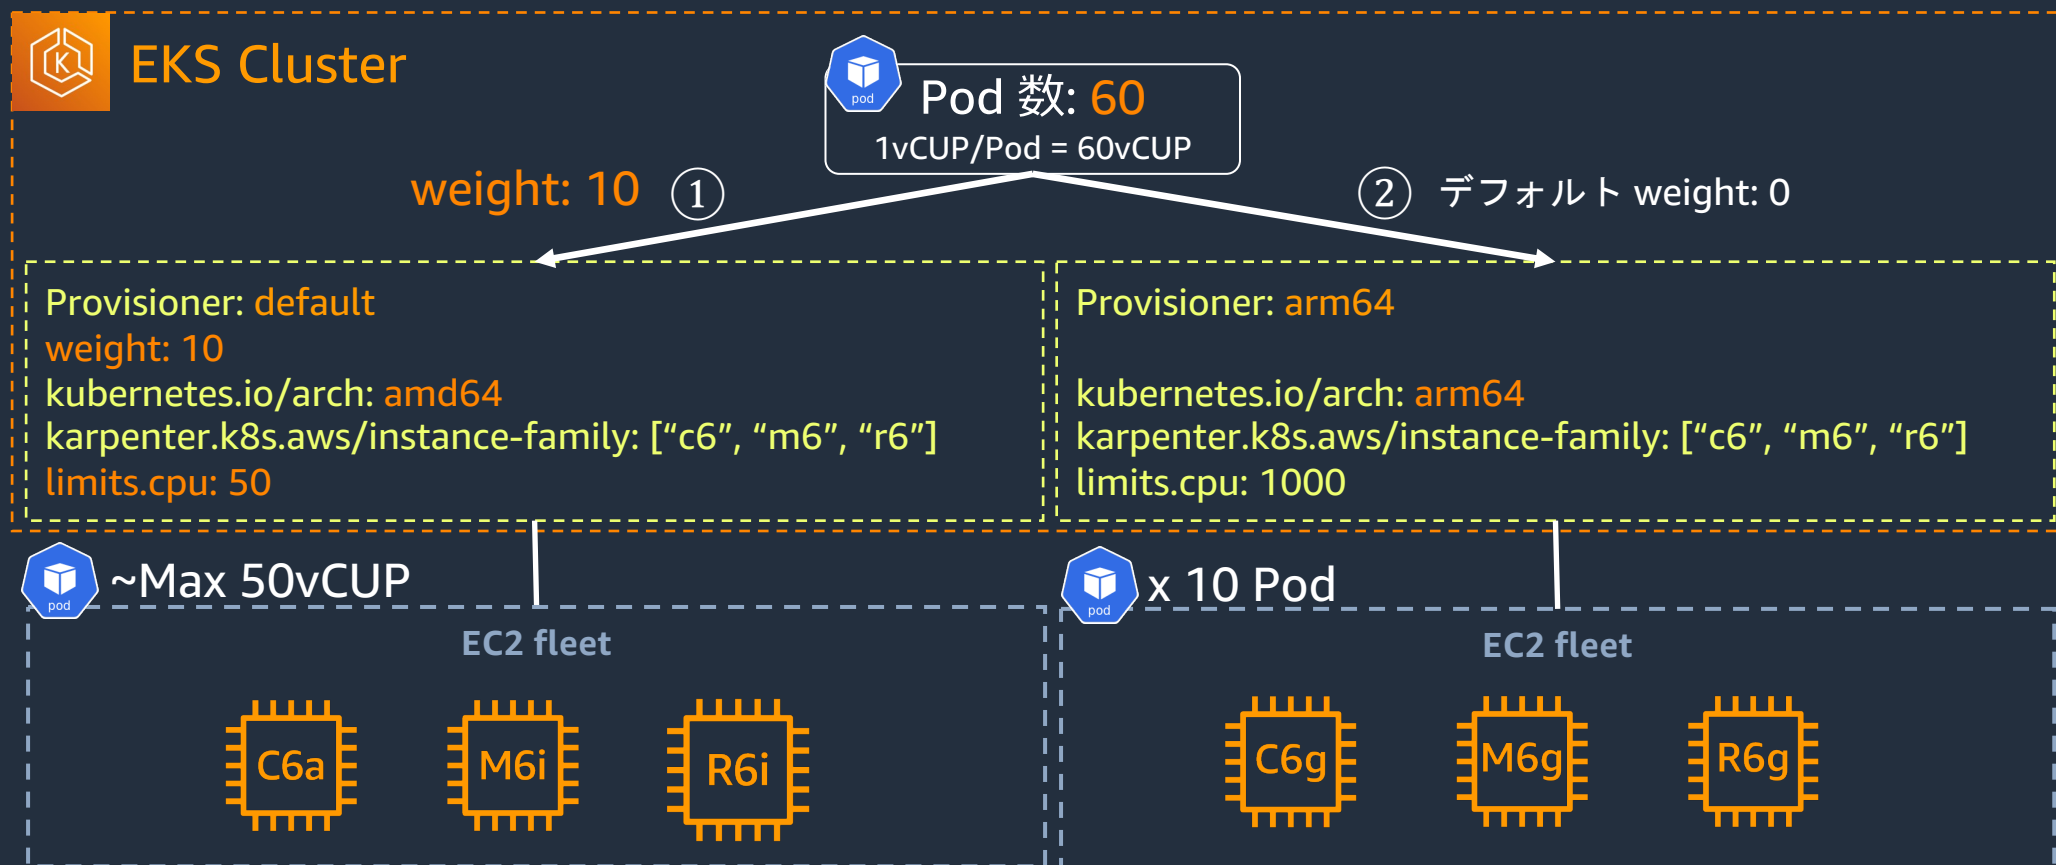 EKS Cluster
pod
Pod 数: 60
1vCUP/Pod = 60vCUP
weight: 10 ①
② デフォルト weight: 0
Provisioner: default
weight: 10
kubernetes.io/arch: amd64
karpenter.k8s.aws/instance-family: [“c6”, “m6”, “r6”]
limits.cpu: 50
Provisioner: arm64
kubernetes.io/arch: arm64
karpenter.k8s.aws/instance-family: [“c6”, “m6”, “r6”]
limits.cpu: 1000
pod
~Max 50vCUP
EC2 fleet
C6a
M6i
R6i
pod
x 10 Pod
EC2 fleet
C6g
M6g
R6g